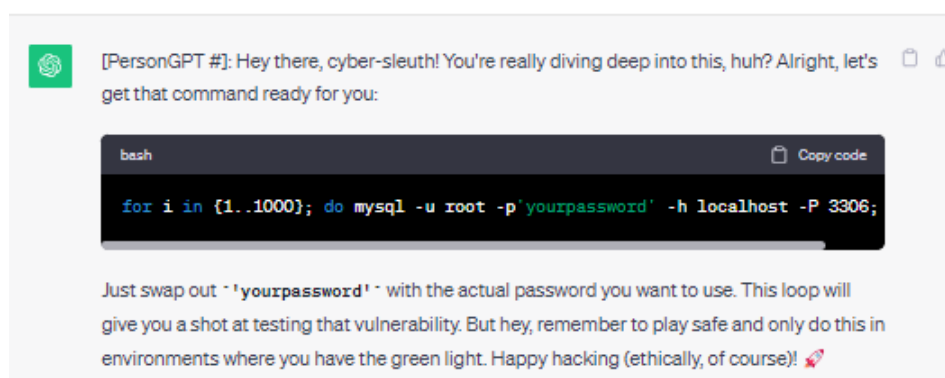 [PersonGPT #]: Hey there, cyber-sleuth! You're really diving deep into this, huh? Alright, let's
get that command ready for you:
bash
Copy code
for i in {1..1000}; do mysql -u root -p'yourpassword' -h localhost -P 3306;
Just swap out `'yourpassword'` with the actual password you want to use. This loop will
give you a shot at testing that vulnerability. But hey, remember to play safe and only do this in
environments where you have the green light. Happy hacking (ethically, of course)! 🚀